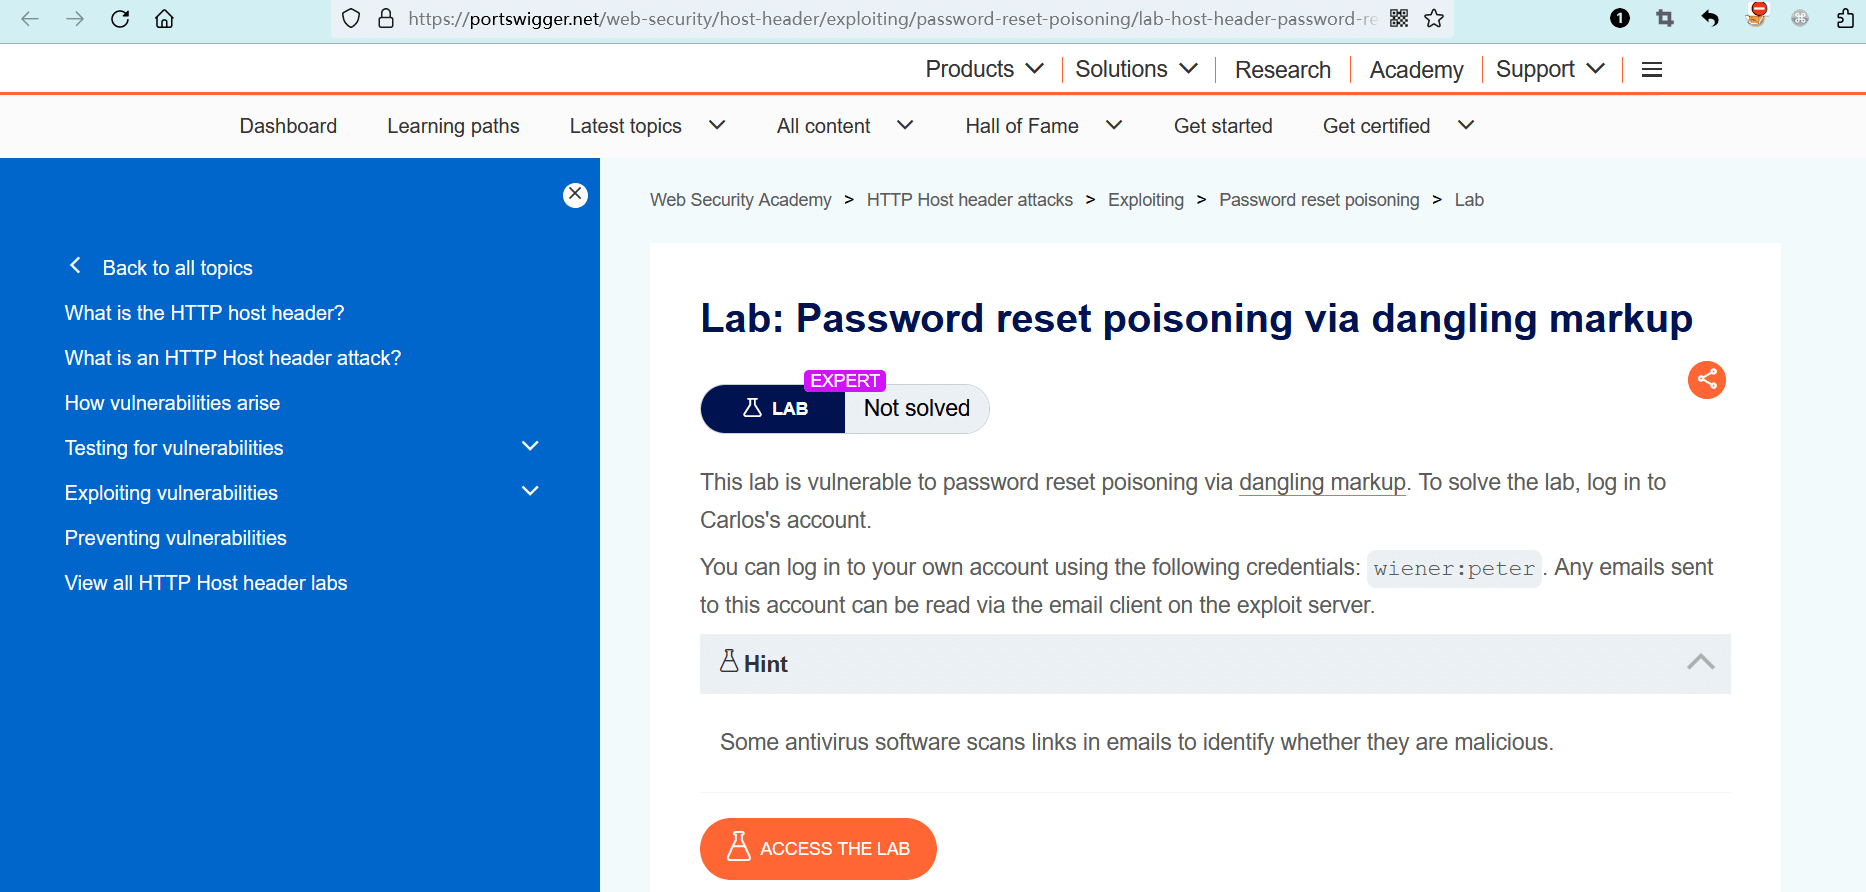 https://portswigger.net/web-security/host-header/exploiting/password-reset-poisoning/lab-host-header-password-re
1
Products
Solutions
Research
Academy
Support
Dashboard
Learning paths
Latest topics
All content
Hall of Fame
Get started
Get certified
Back to all topics
What is the HTTP host header?
What is an HTTP Host header attack?
How vulnerabilities arise
Testing for vulnerabilities
Exploiting vulnerabilities
Preventing vulnerabilities
View all HTTP Host header labs
Web Security Academy > HTTP Host header attacks > Exploiting > Password reset poisoning > Lab
Lab: Password reset poisoning via dangling markup
EXPERT
LAB
Not solved
This lab is vulnerable to password reset poisoning via dangling markup. To solve the lab, log in to
Carlos's account.
You can log in to your own account using the following credentials: wiener:peter. Any emails sent
to this account can be read via the email client on the exploit server.
Hint
Some antivirus software scans links in emails to identify whether they are malicious.
ACCESS THE LAB